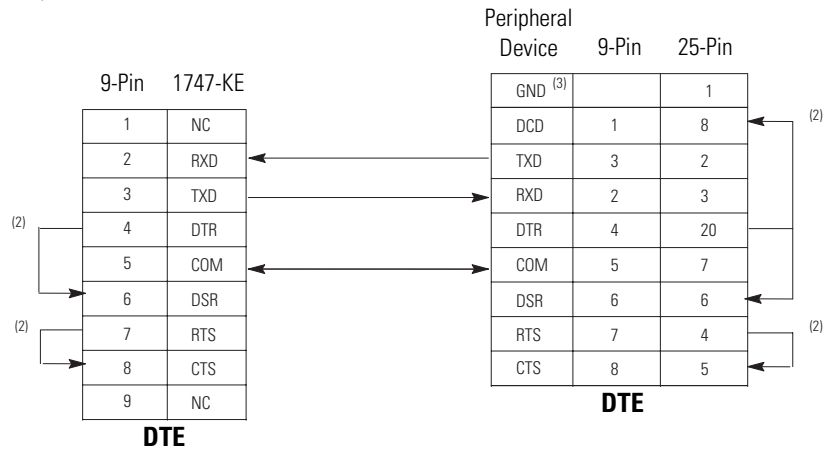 Peripheral
Device 9-Pin 25-Pin
9-Pin 1747-KE
GND (3) 1
1 NC
DCD 1 8 (2)
2 RXD
TXD 3 2
3 TXD
RXD 2 3
(2) 4 DTR
DTR 4 20
5 COM
COM 5 7
6 DSR
DSR 6 6
(2) 7 RTS
RTS 7 4 (2)
8 CTS
CTS 8 5
9 NC
DTE
DTE